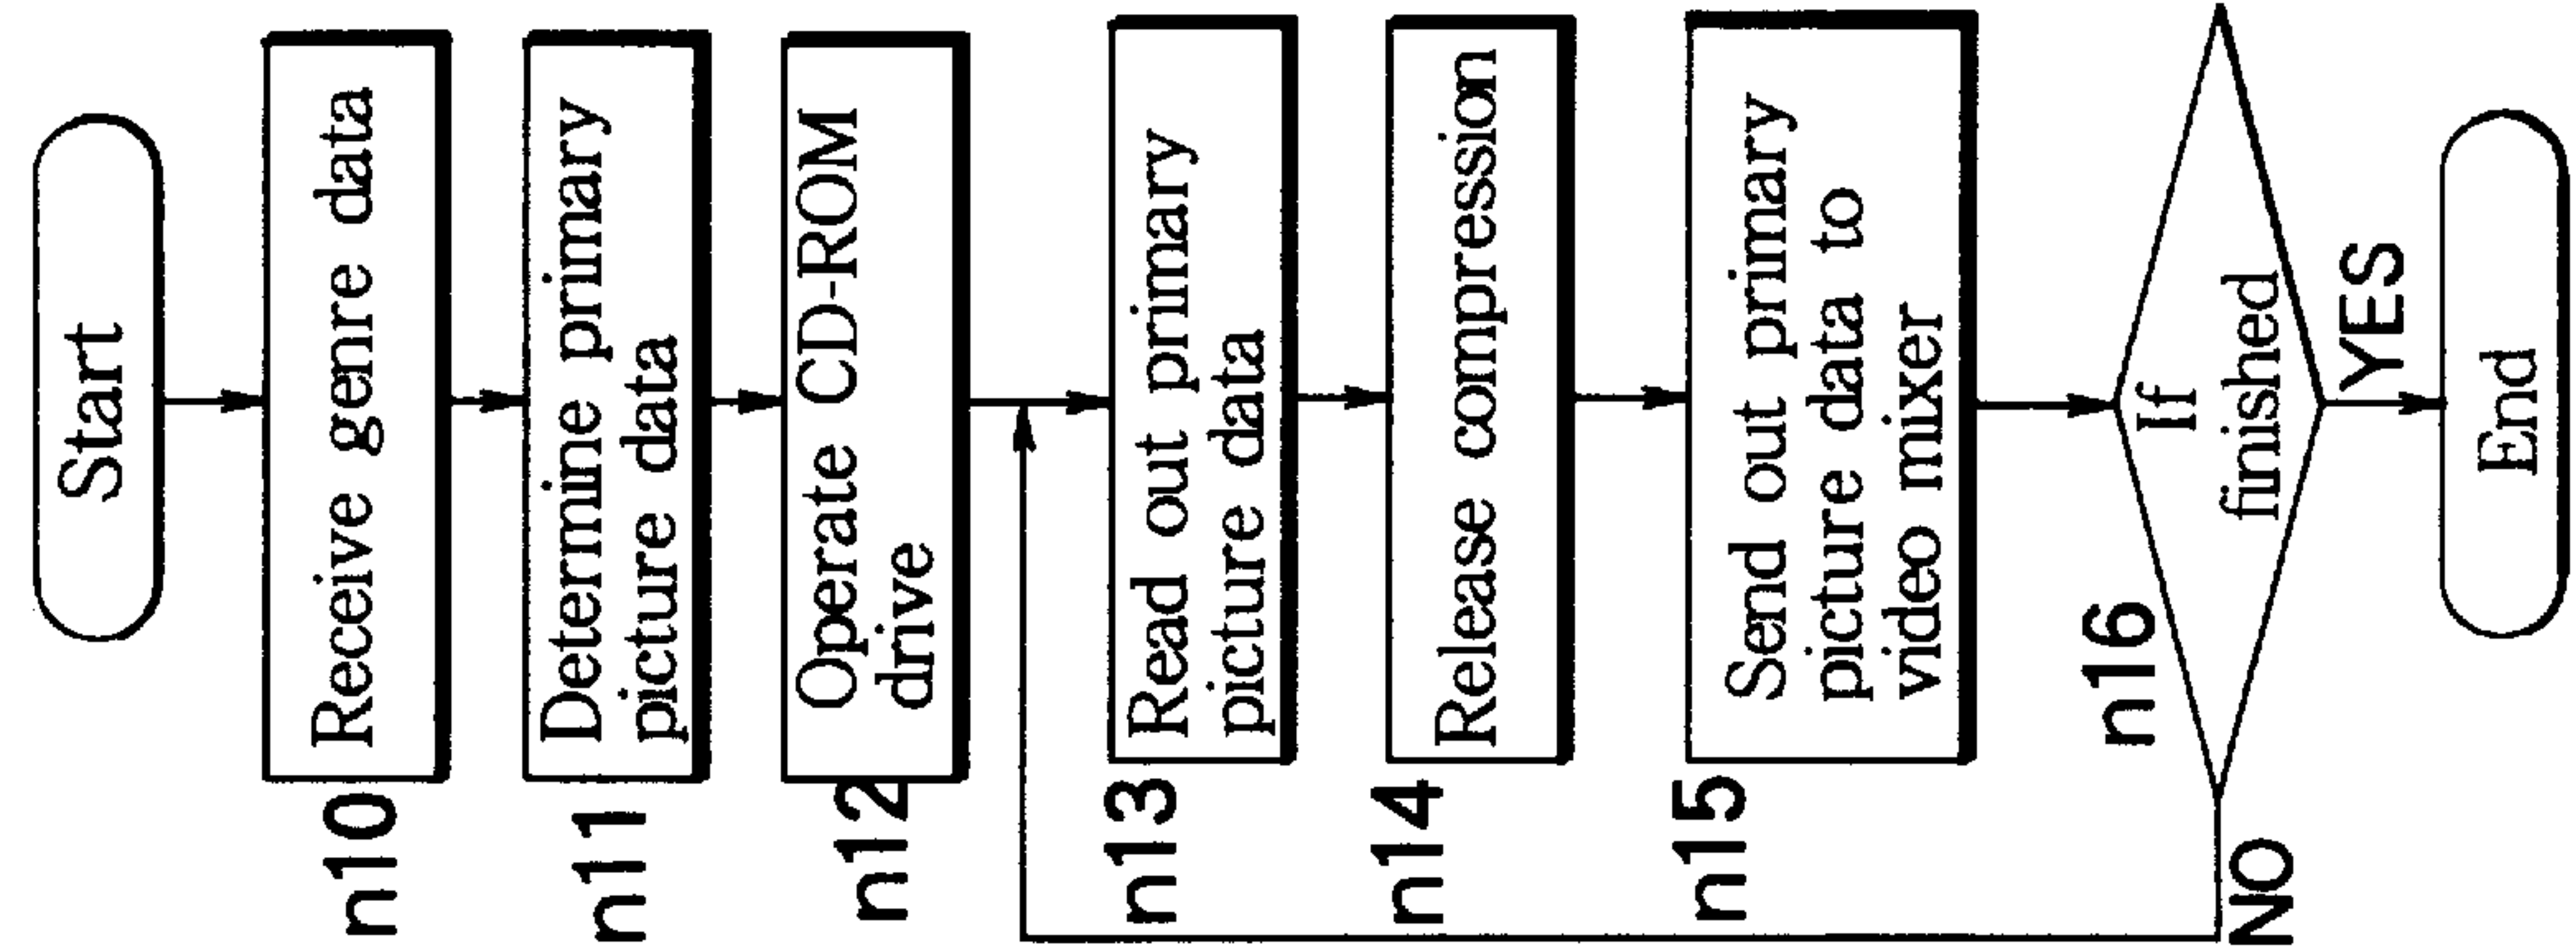 Start
n10
Receive genre data
n11
Determine primary
picture data
n12
Operate CD-ROM
drive
n13
Read out primary
picture data
n14
Release compression
n15
Send out primary
picture data to
video mixer
n16
If
finished
NO
YES
End